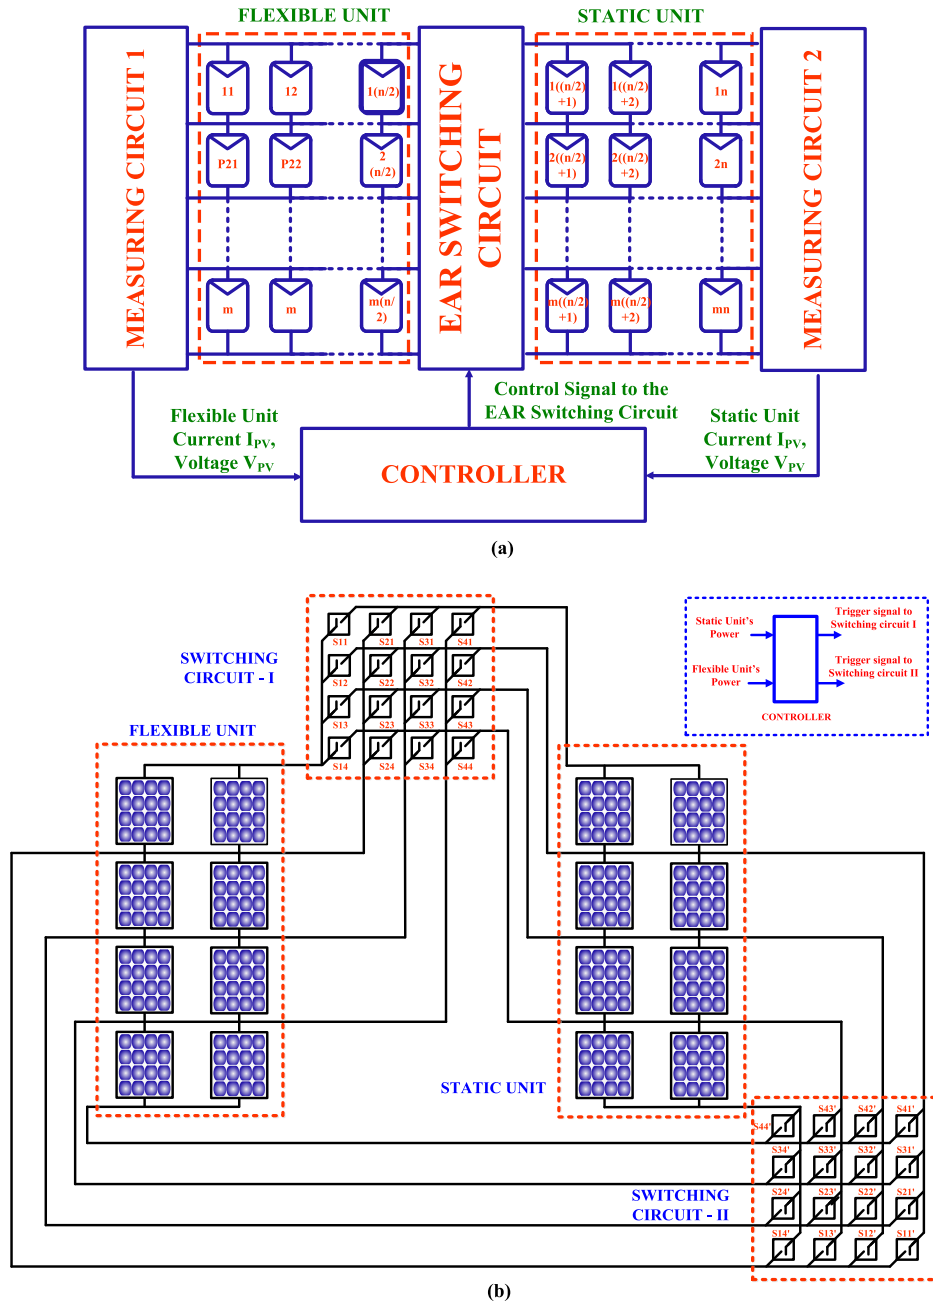 FLEXIBLE UNIT
STATIC UNIT
MEASURING CIRCUIT 1
EAR SWITCHING
CIRCUIT
MEASURING CIRCUIT 2
11
12
1(n/2)
1((n/2)
+1)
1((n/2)
+2)
1n
P21
P22
2
(n/2)
2((n/2)
+1)
2((n/2)
+2)
2n
m
m
m(n/
2)
m((n/2)
+1)
m((n/2)
+2)
mn
Flexible Unit
Current IPV,
Voltage VPV
Control Signal to the
EAR Switching Circuit
Static Unit
Current IPV,
Voltage VPV
CONTROLLER
(a)
SWITCHING
CIRCUIT - I
S11 S21 S31 S41
S12 S22 S32 S42
S13 S23 S33 S43
S14 S24 S34 S44
Static Unit's
Power
Flexible Unit's
Power
Trigger signal to
Switching circuit I
Trigger signal to
Switching circuit II
CONTROLLER
FLEXIBLE UNIT
STATIC UNIT
SWITCHING
CIRCUIT - II
S44' S43' S42' S41'
S34' S33' S32' S31'
S24' S23' S22' S21'
S14' S13' S12' S11'
(b)